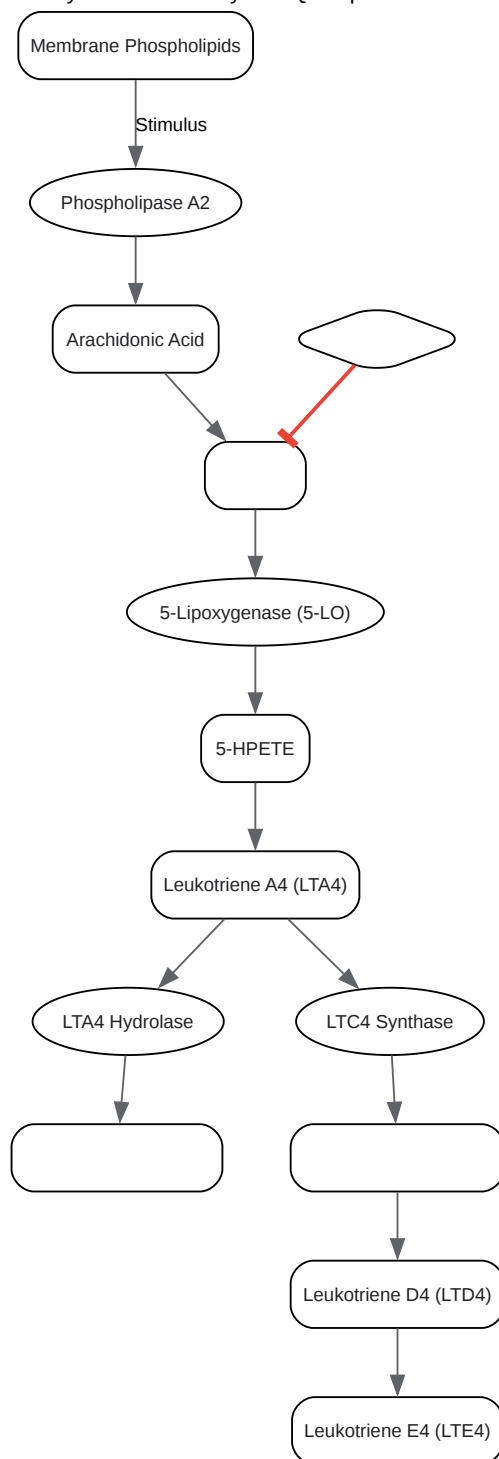 Membrane Phospholipids
Stimulus
Phospholipase A2
Arachidonic Acid
5-Lipoxygenase (5-LO)
5-HPETE
Leukotriene A4 (LTA4)
LTA4 Hydrolase
LTC4 Synthase
Leukotriene D4 (LTD4)
Leukotriene E4 (LTE4)